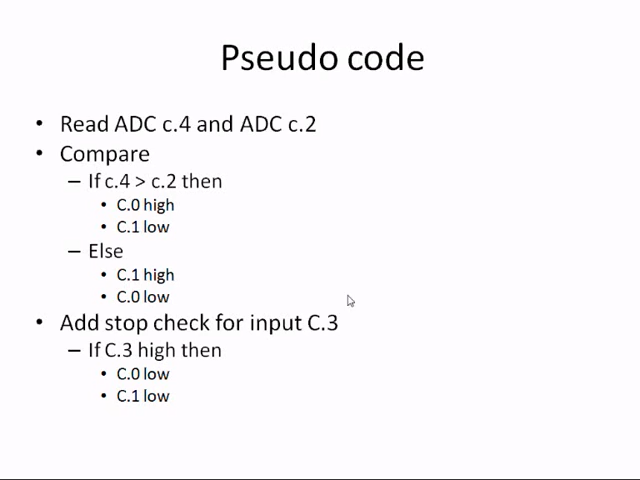 Pseudo code
• Read ADC c.4 and ADC c.2
• Compare
– If c.4 > c.2 then
• C.0 high
• C.1 low
– Else
• C.1 high
• C.0 low
• Add stop check for input C.3
– If C.3 high then
• C.0 low
• C.1 low